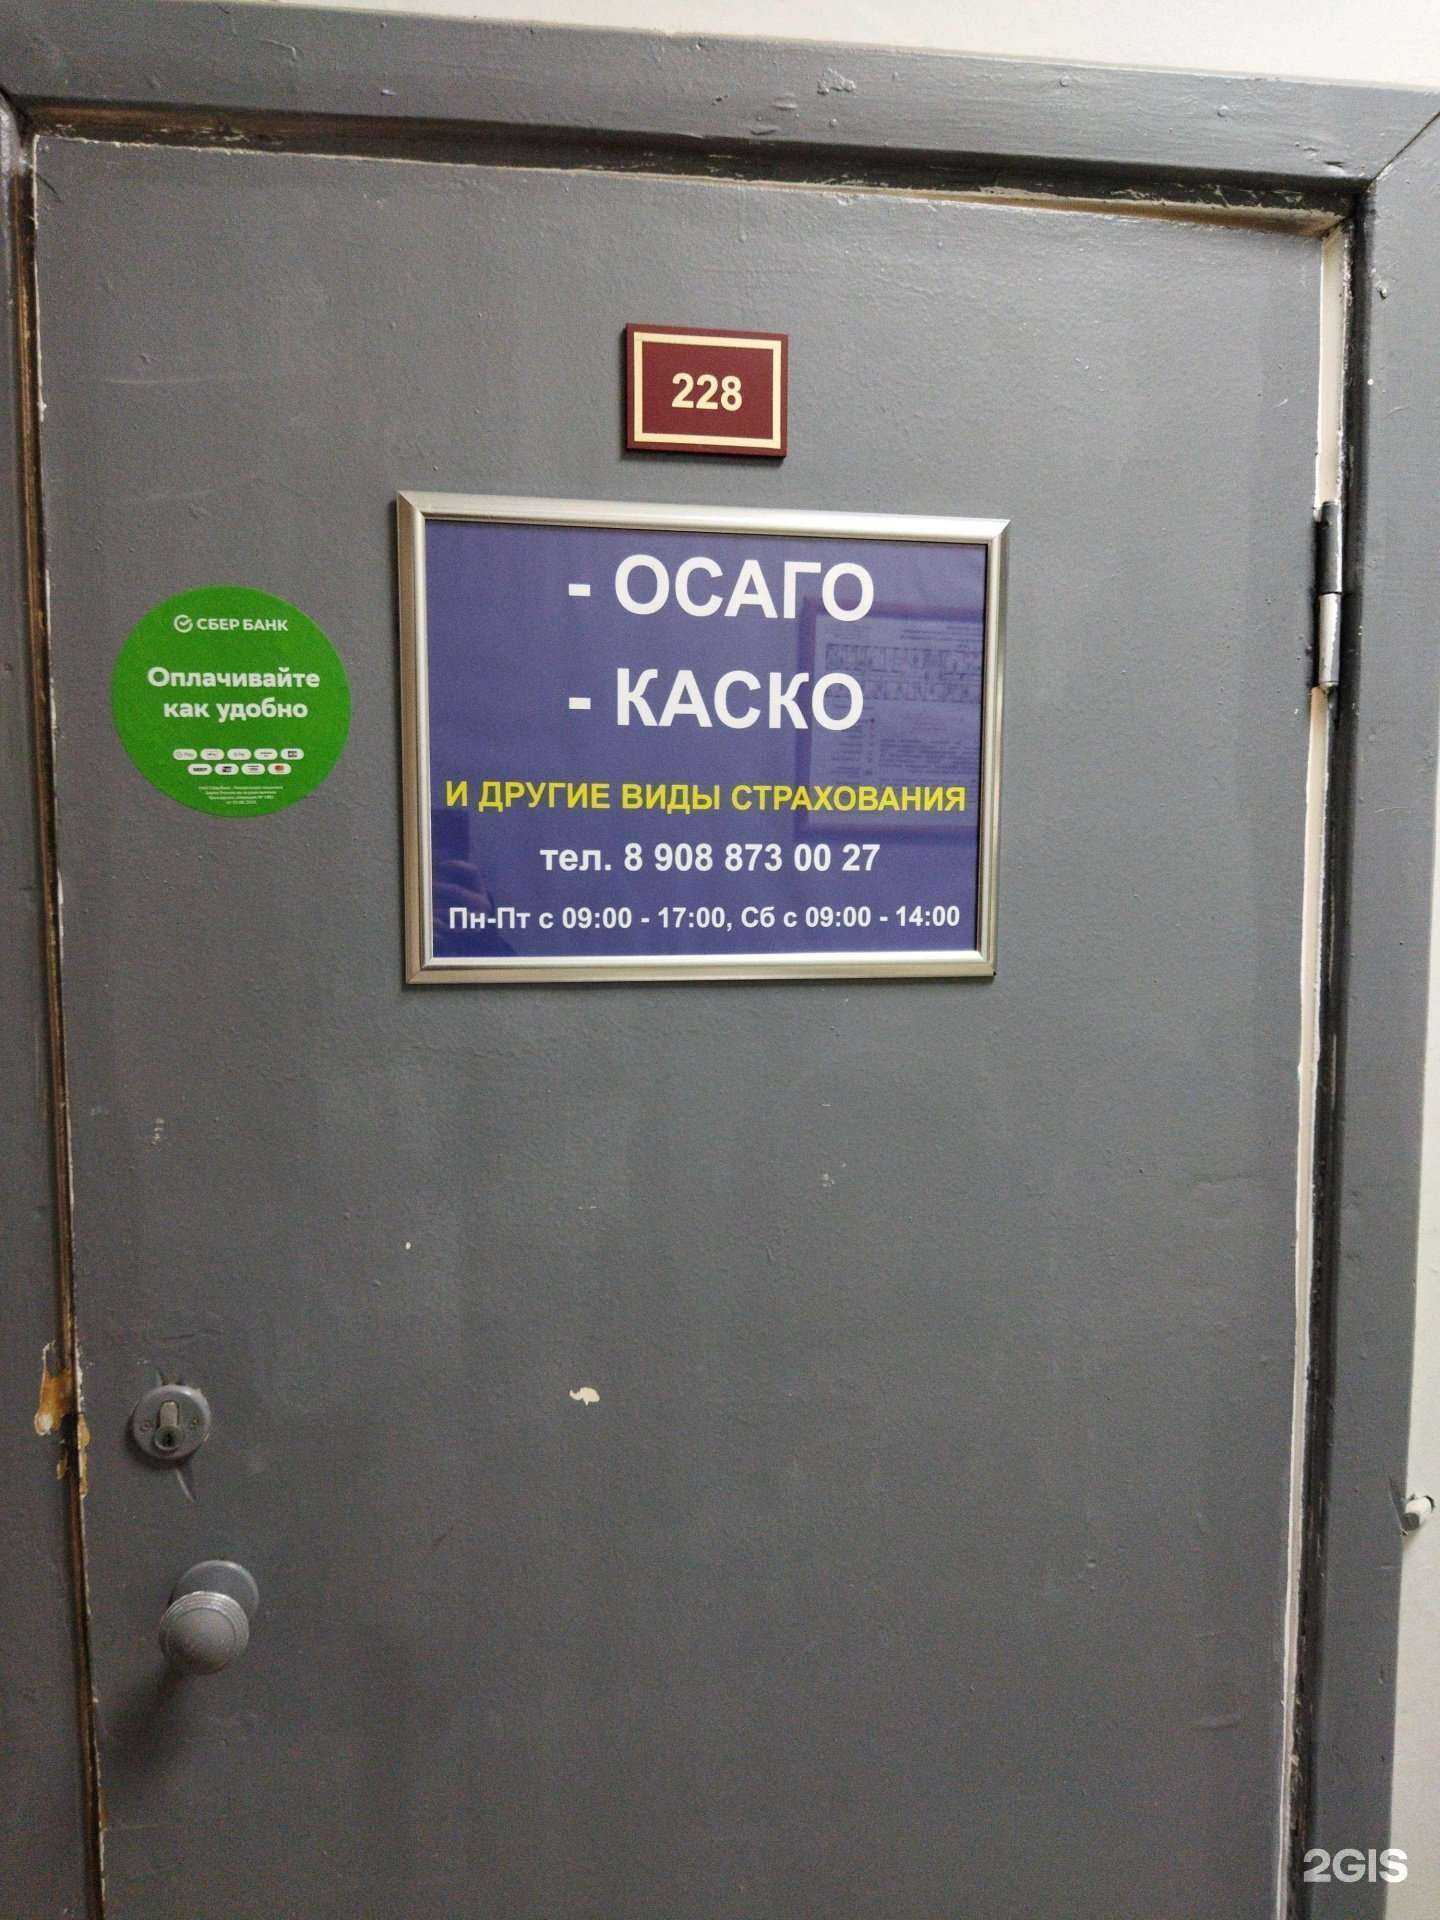 228
- ОСАГО
- КАСКО
И ДРУГИЕ ВИДЫ СТРАХОВАНИЯ
тел. 8 908 873 00 27
Пн-Пт с 09:00 - 17:00, Сб с 09:00 - 14:00
СБЕР БАНК
Оплачивайте
как удобно
2GIS